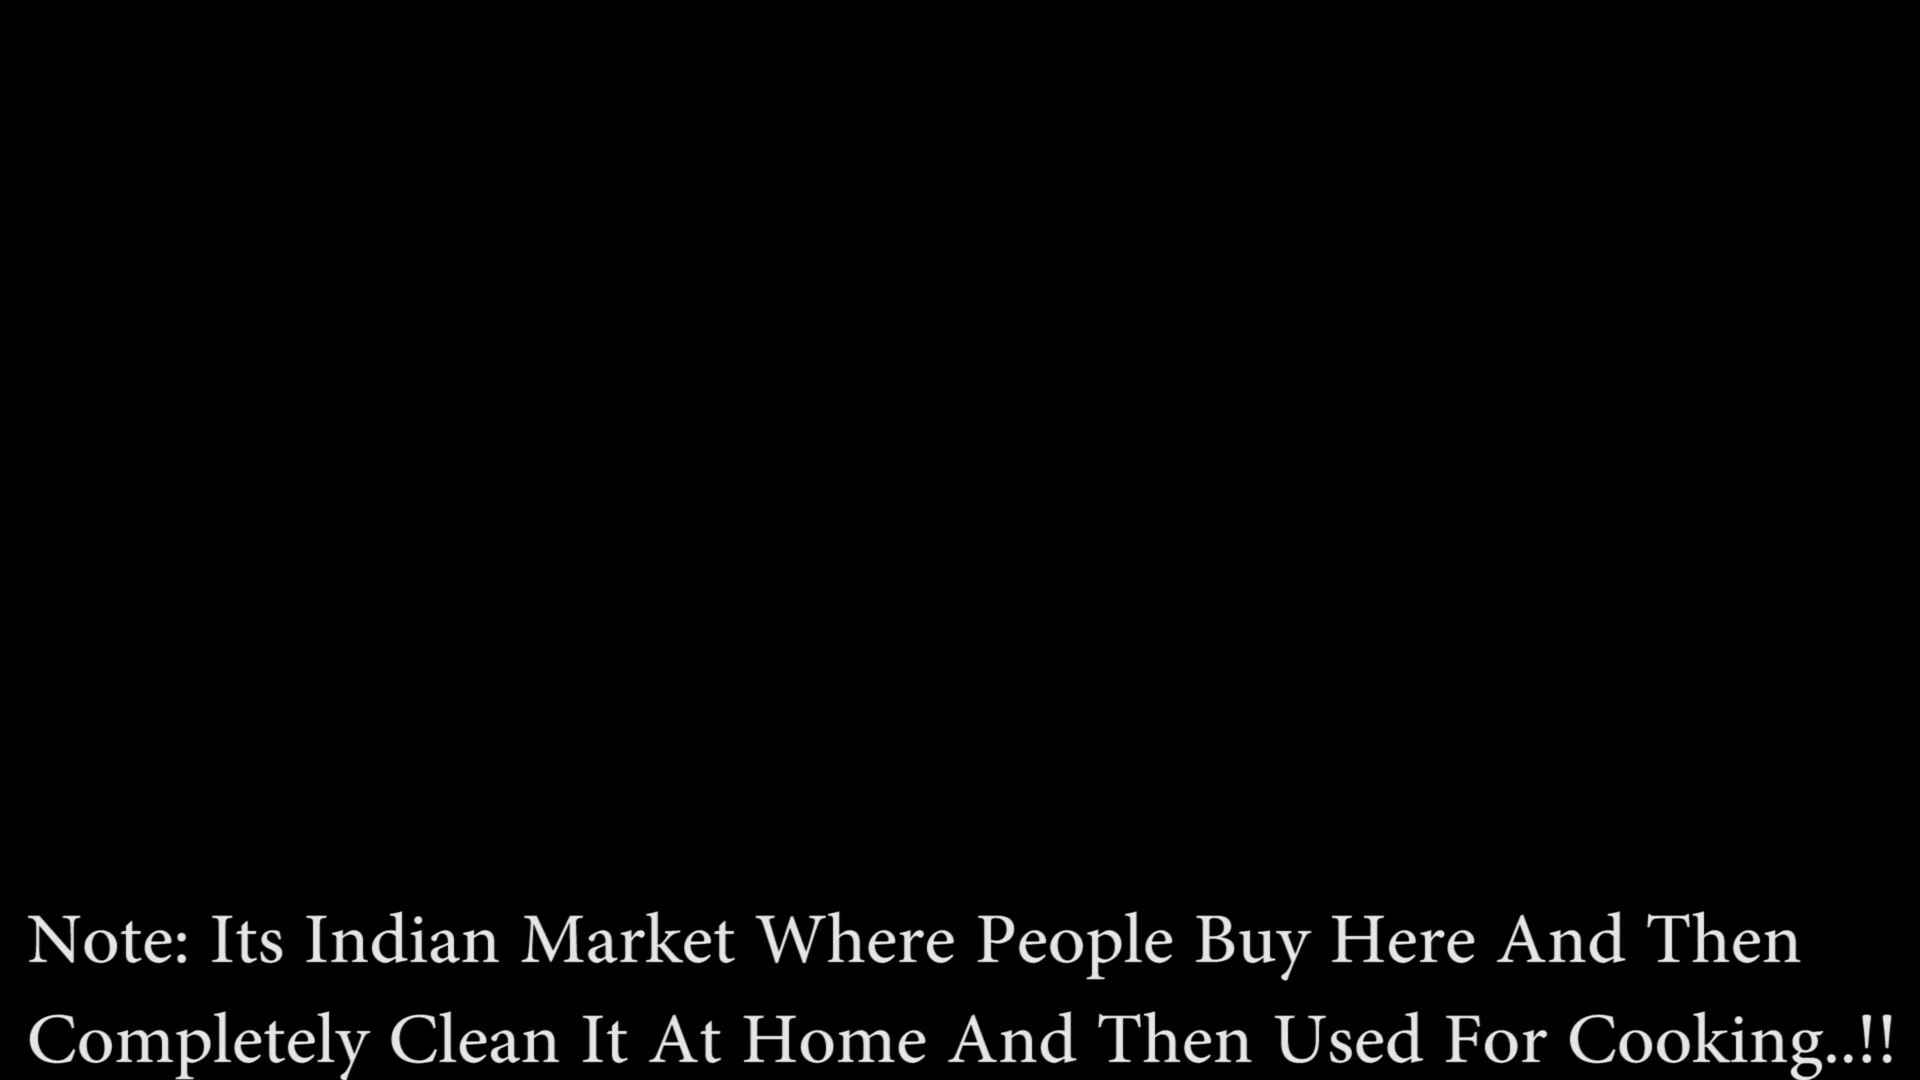 Note: Its Indian Market Where People Buy Here And Then
Completely Clean It At Home And Then Used For Cooking..!!